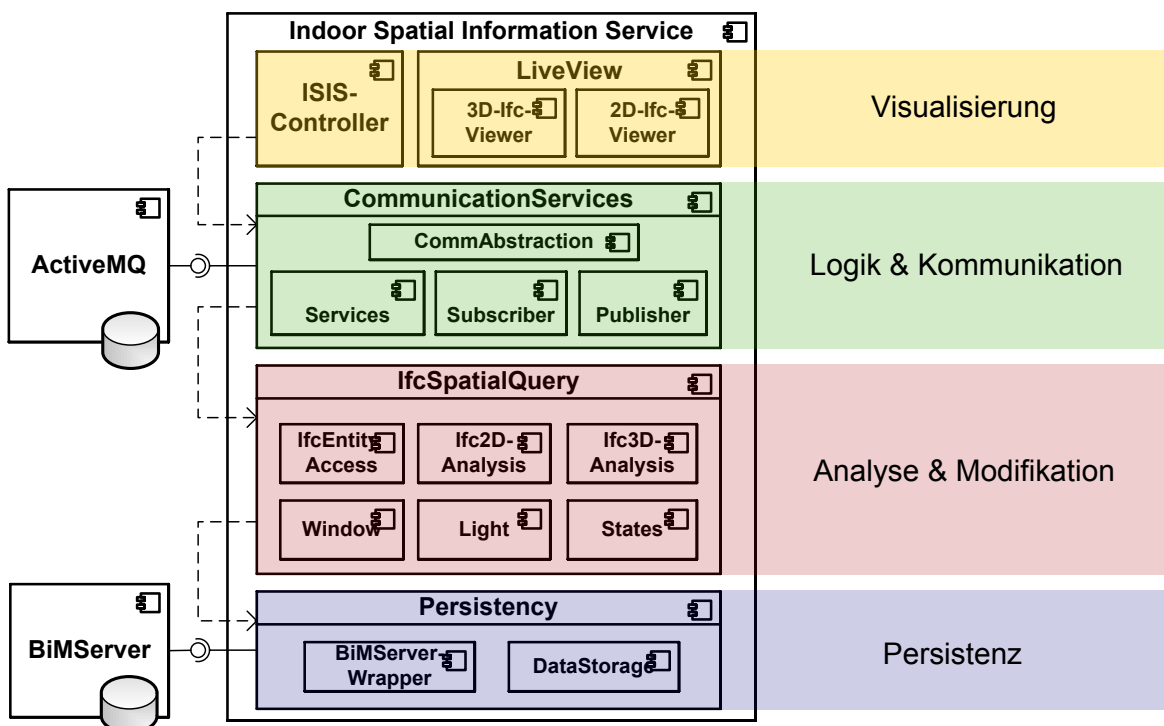 Indoor Spatial Information Service
ISIS-
Controller
LiveView
3D-Ifc-
Viewer
2D-Ifc-
Viewer
Visualisierung
CommunicationServices
CommAbstraction
Services
Subscriber
Publisher
Logik & Kommunikation
ActiveMQ
IfcSpatialQuery
IfcEntity
Access
Ifc2D-
Analysis
Ifc3D-
Analysis
Window
Light
States
Analyse & Modifikation
BiMServer
Persistency
BiMServer-
Wrapper
DataStorage
Persistenz